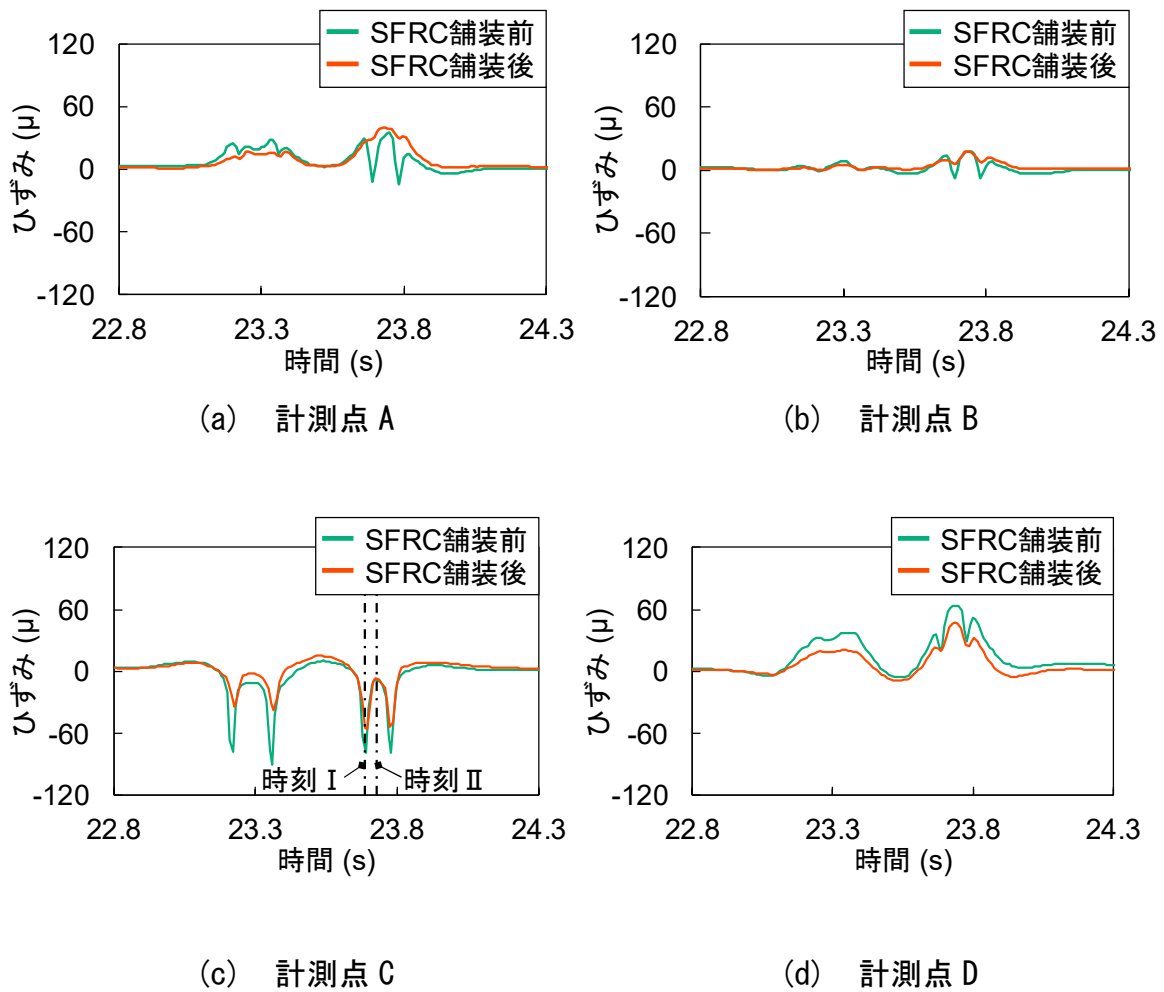 SFRC舗装前
SFRC舗装後
120
60
0
-60
-120
ひずみ (μ)
22.8 23.3 23.8 24.3
時間 (s)
(a) 計測点 A
SFRC舗装前
SFRC舗装後
120
60
0
-60
-120
ひずみ (μ)
22.8 23.3 23.8 24.3
時間 (s)
(b) 計測点 B
SFRC舗装前
SFRC舗装後
120
60
0
-60
-120
ひずみ (μ)
時刻Ⅰ 時刻Ⅱ
22.8 23.3 23.8 24.3
時間 (s)
(c) 計測点 C
SFRC舗装前
SFRC舗装後
120
60
0
-60
-120
ひずみ (μ)
22.8 23.3 23.8 24.3
時間 (s)
(d) 計測点 D